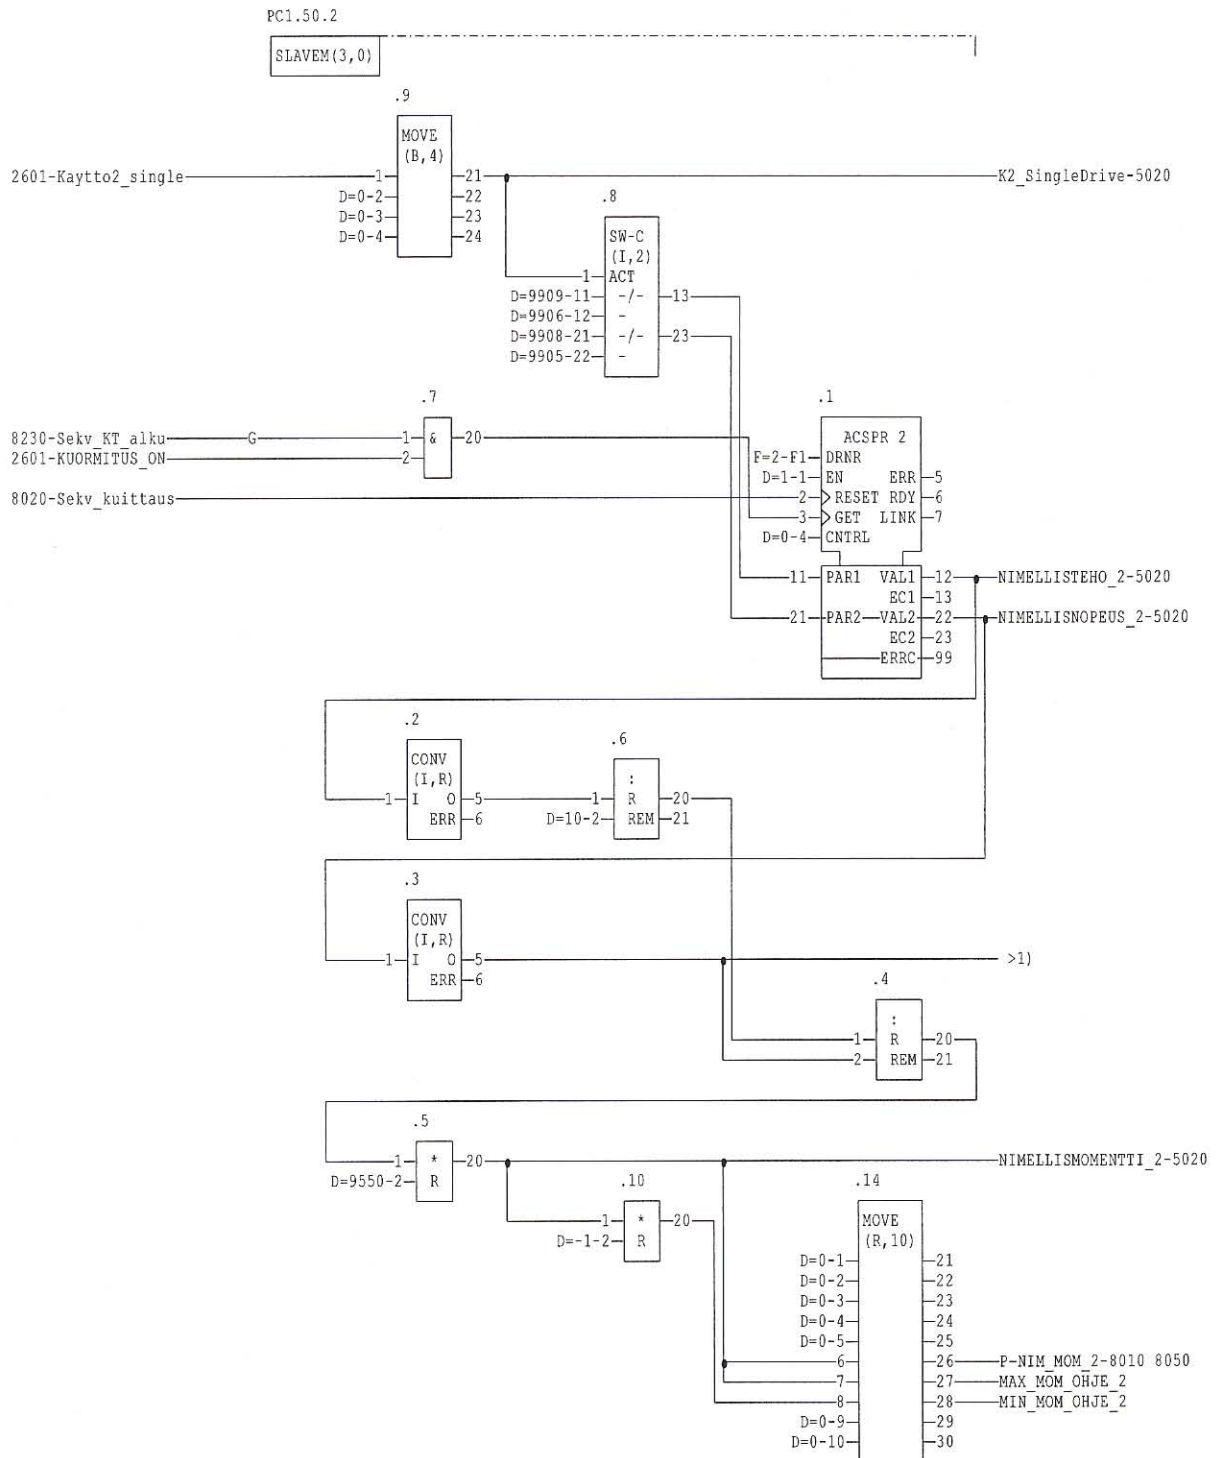 PC1.50.2
SLAVEM(3,0)
.9
MOVE
(B,4)
2601-Kaytto2_single 1 21 K2_SingleDrive-5020
D=0-2 22
D=0-3 23
D=0-4 24
.8
SW-C
(I,2)
1 ACT
D=9909-11 -/- 13
D=9906-12 -
D=9908-21 -/- 23
D=9905-22 -
.7
8230-Sekv_KT_alku G 1 & 20
2601-KUORMITUS_ON 2
8020-Sekv_kuittaus
.1
ACSPR 2
F=2-F1 DRNR
D=1-1 EN ERR 5
2 RESET RDY 6
3 GET LINK 7
D=0-4 CNTRL
11 PAR1 VAL1 12 NIMELLISTEHO_2-5020
EC1 13
21 PAR2 VAL2 22 NIMELLISNOPEUS_2-5020
EC2 23
ERRC 99
.2
CONV
(I,R)
1 I O 5
ERR 6
.6
:
1 R 20
D=10-2 REM 21
.3
CONV
(I,R)
1 I O 5 >1)
ERR 6
.4
:
1 R 20
2 REM 21
.5
1 * 20 NIMELLISMOMENTTI_2-5020
D=9550-2 R
.10
1 * 20
D=-1-2 R
.14
MOVE
(R,10)
D=0-1 21
D=0-2 22
D=0-3 23
D=0-4 24
D=0-5 25
6 26 P-NIM_MOM_2-8010 8050
7 27 MAX_MOM_OHJE_2
8 28 MIN_MOM_OHJE_2
D=0-9 29
D=0-10 30